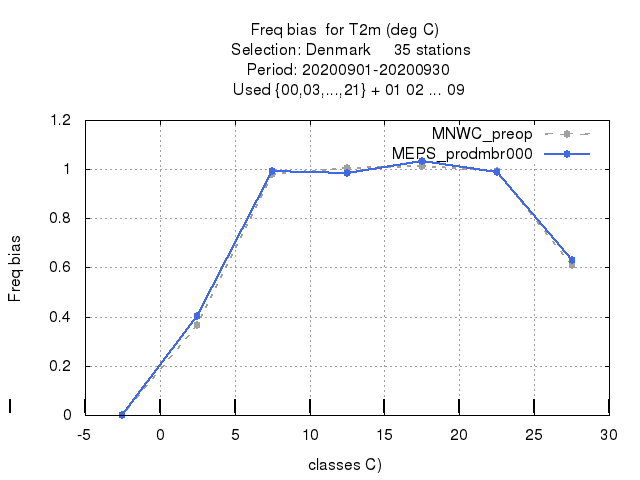 Freq bias  for T2m (deg C)
Selection: Denmark     35 stations
Period: 20200901-20200930
Used {00,03,...,21} + 01 02 ... 09
MNWC_preop
MEPS_prodmbr000
1.2
1
0.8
0.6
0.4
0.2
0
Freq bias
-5 0 5 10 15 20 25 30
classes C)